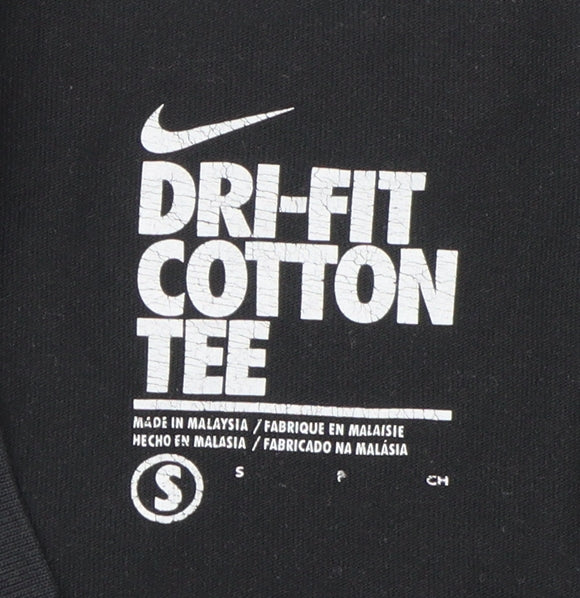 DRI-FIT
COTTON
TEE
MADE IN MALAYSIA / FABRIQUE EN MALAISIE
HECHO EN MALASIA / FABRICADO NA MALÁSIA
S S P CH